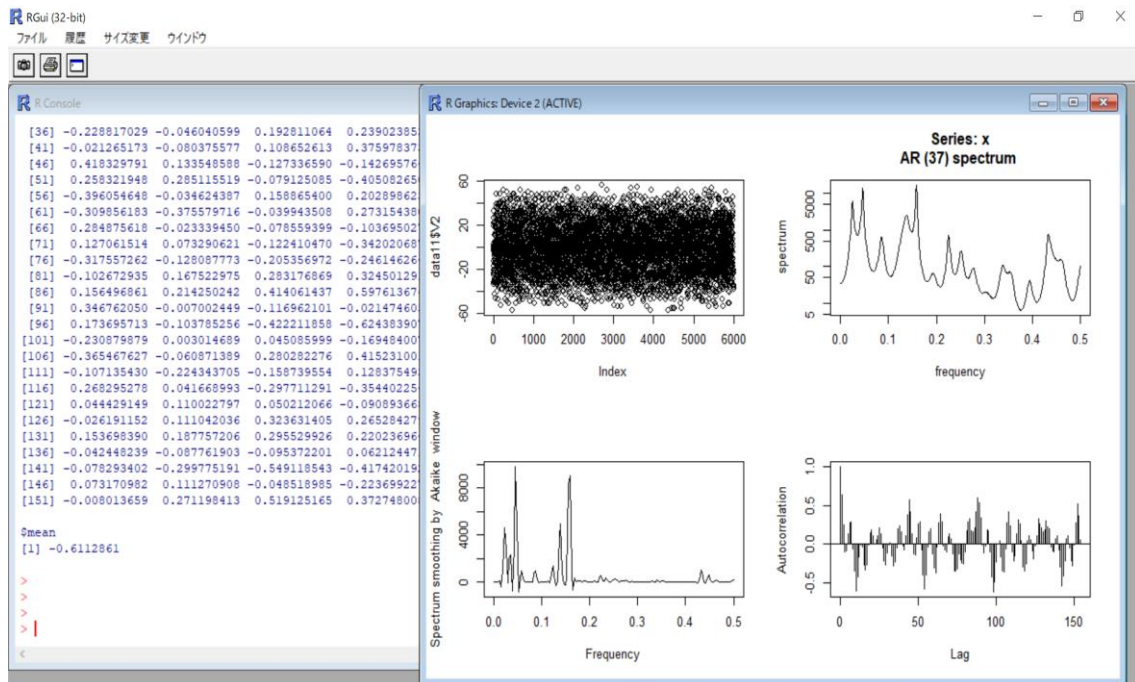 RGui (32-bit)
ファイル 履歴 サイズ変更 ウインドウ
R Console
[36] -0.228817029 -0.046040599 0.192811064 0.23902385
[41] -0.021265173 -0.080375577 0.108652613 0.37597837
[46] 0.418329791 0.133548588 -0.127336590 -0.14269576
[51] 0.258321948 0.285115519 -0.079125085 -0.40508265
[56] -0.396054648 -0.034624387 0.158865400 0.20289862
[61] -0.309856183 -0.375579716 -0.039943508 0.27315438
[66] 0.284875618 -0.023339450 -0.078559399 -0.10369502
[71] 0.127061514 0.073290621 -0.122410470 -0.34202068
[76] -0.317557262 -0.128087773 -0.205356972 -0.24614626
[81] -0.102672935 0.167522975 0.283176869 0.32450129
[86] 0.156496861 0.214250242 0.414061437 0.59761367
[91] 0.346762050 -0.007002449 -0.116962101 -0.02147460
[96] 0.173695713 -0.103785256 -0.422211858 -0.62438390
[101] -0.230879879 0.003014689 0.045085999 -0.16948400
[106] -0.365467627 -0.060871389 0.280282276 0.41523100
[111] -0.107135430 -0.224343705 -0.158739554 0.12837549
[116] 0.268295278 0.041668993 -0.297711291 -0.35440225
[121] 0.044429149 0.110022797 0.050212066 -0.09089366
[126] -0.026191152 0.111042036 0.323631405 0.26528427
[131] 0.153698390 0.187757206 0.295529926 0.22023696
[136] -0.042448239 -0.087761903 -0.095372201 0.06212447
[141] -0.078293402 -0.299775191 -0.549118543 -0.41742019
[146] 0.073170982 0.111270908 -0.048518985 -0.22369922
[151] -0.008013659 0.271198413 0.519125165 0.37274800
$mean
[1] -0.6112861
>
>
>
>
R Graphics: Device 2 (ACTIVE)
data11$V2
60
20
-20
-60
0 1000 2000 3000 4000 5000 6000
Index
Series: x
AR (37) spectrum
spectrum
5000
500
50
5
0.0 0.1 0.2 0.3 0.4 0.5
frequency
Spectrum smoothing by Akaike window
8000
4000
0
0.0 0.1 0.2 0.3 0.4 0.5
Frequency
Autocorrelation
1.0
0.5
0.0
-0.5
0 50 100 150
Lag